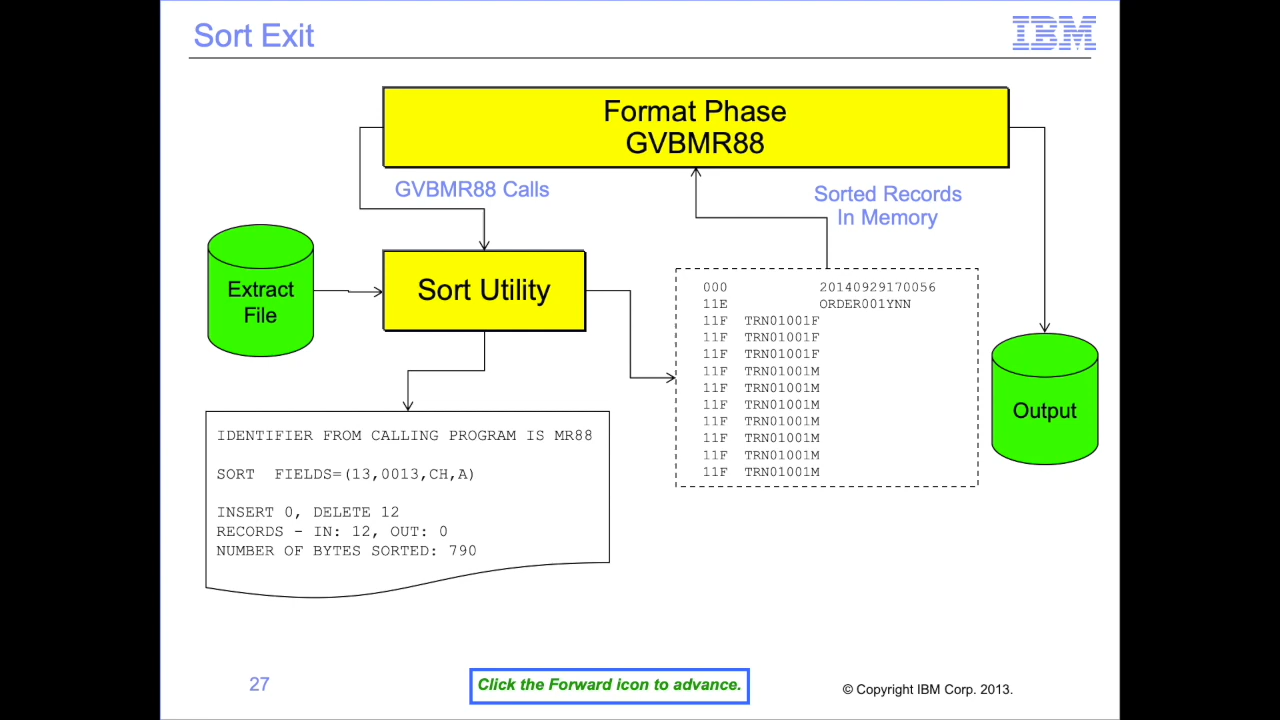 Sort Exit
IBM
Format Phase
GVBMR88
GVBMR88 Calls
Sorted Records
In Memory
Extract
File
Sort Utility
000 20140929170056
11E ORDER001YNN
11F TRN01001F
11F TRN01001F
11F TRN01001F
11F TRN01001M
11F TRN01001M
11F TRN01001M
11F TRN01001M
11F TRN01001M
11F TRN01001M
11F TRN01001M
Output
IDENTIFIER FROM CALLING PROGRAM IS MR88
SORT FIELDS=(13,0013,CH,A)
INSERT 0, DELETE 12
RECORDS - IN: 12, OUT: 0
NUMBER OF BYTES SORTED: 790
27
Click the Forward icon to advance.
© Copyright IBM Corp. 2013.